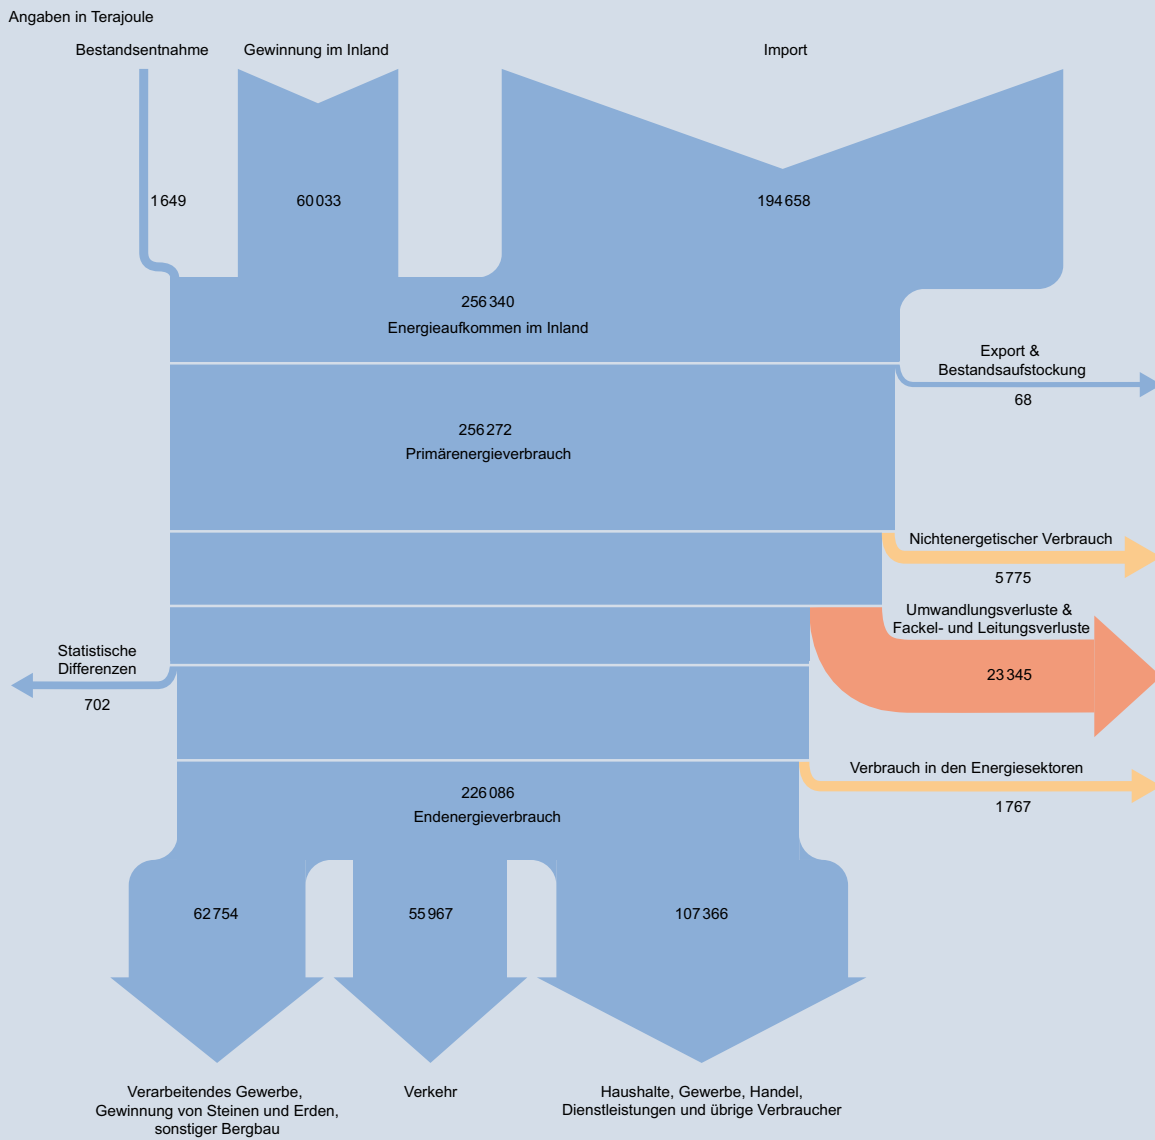 Angaben in Terajoule
Bestandsentnahme
Gewinnung im Inland
Import
1 649
60 033
194 658
256 340
Energieaufkommen im Inland
Export &
Bestandsaufstockung
68
256 272
Primärenergieverbrauch
Nichtenergetischer Verbrauch
5 775
Umwandlungsverluste &
Fackel- und Leitungsverluste
23 345
Statistische
Differenzen
702
Verbrauch in den Energiesektoren
1 767
226 086
Endenergieverbrauch
62 754
55 967
107 366
Verarbeitendes Gewerbe,
Gewinnung von Steinen und Erden,
sonstiger Bergbau
Verkehr
Haushalte, Gewerbe, Handel,
Dienstleistungen und übrige Verbraucher